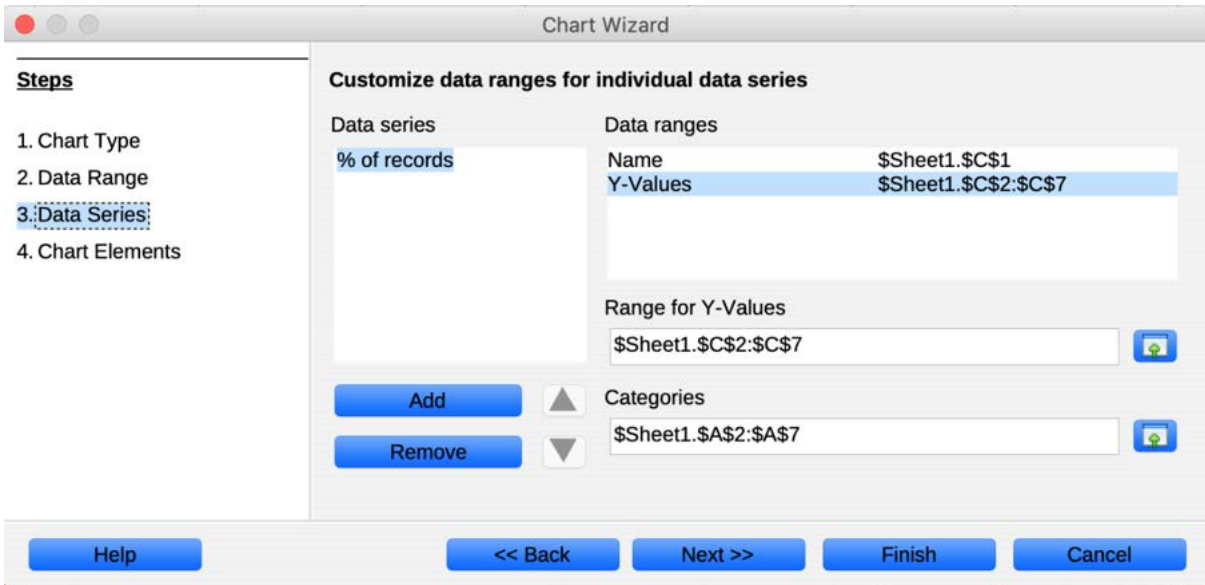 Chart Wizard
Steps
1. Chart Type
2. Data Range
3. Data Series
4. Chart Elements
Customize data ranges for individual data series
Data series
% of records
Add
Remove
Data ranges
Name $Sheet1.$C$1
Y-Values $Sheet1.$C$2:$C$7
Range for Y-Values
$Sheet1.$C$2:$C$7
Categories
$Sheet1.$A$2:$A$7
Help << Back Next >> Finish Cancel